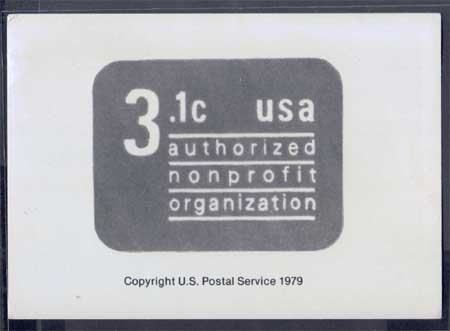 3.1c usa
authorized
nonprofit
organization
Copyright U.S. Postal Service 1979